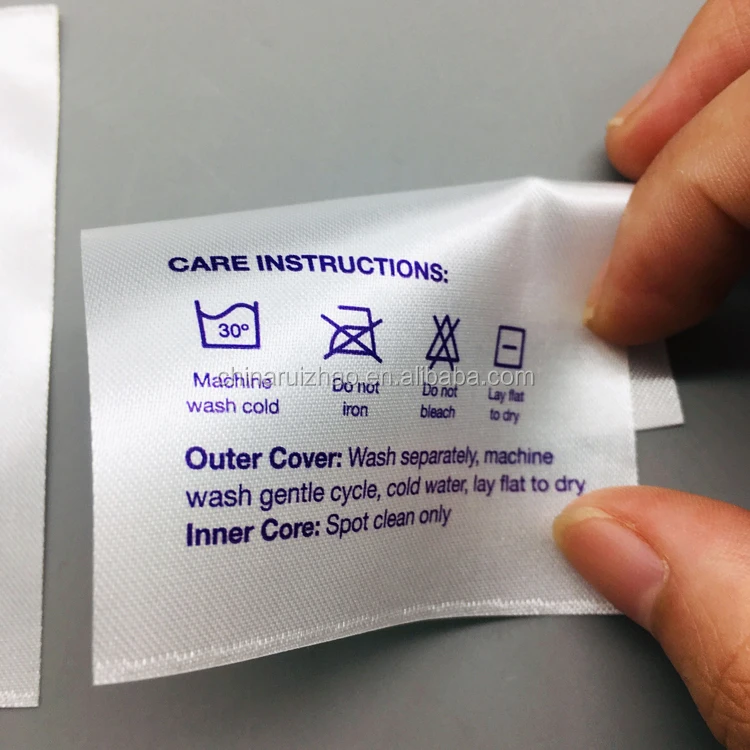 CARE INSTRUCTIONS:
30°
Machine
wash cold
Do not
iron
Do not
bleach
Lay flat
to dry
chinaruizhao.en.alibaba.com
Outer Cover: Wash separately, machine
wash gentle cycle, cold water, lay flat to dry
Inner Core: Spot clean only